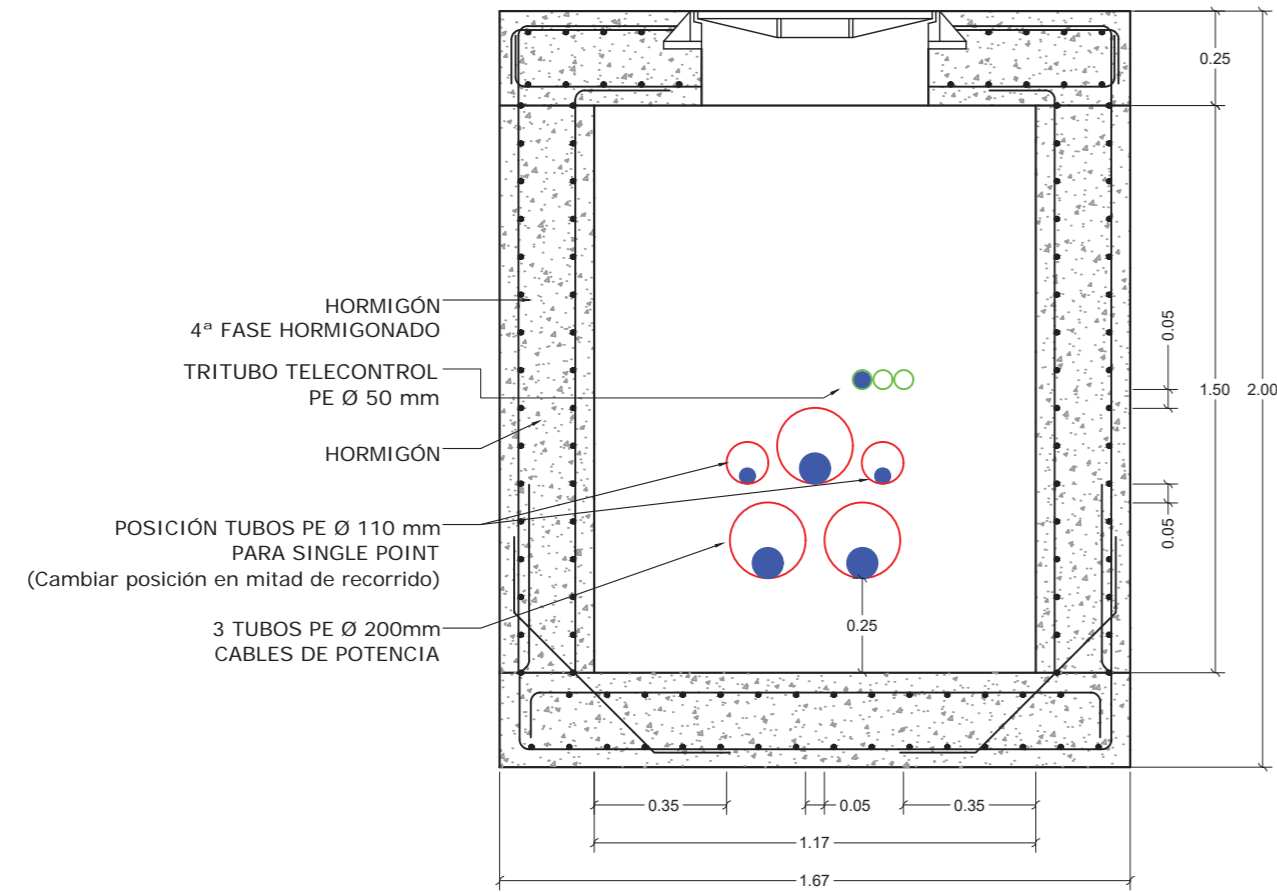 0.25
HORMIGÓN
4ª FASE HORMIGONADO
TRITUBO TELECONTROL
PE Ø 50 mm
0.05
1.50
2.00
HORMIGÓN
POSICIÓN TUBOS PE Ø 110 mm
PARA SINGLE POINT
(Cambiar posición en mitad de recorrido)
0.05
3 TUBOS PE Ø 200mm
CABLES DE POTENCIA
0.25
0.35
0.05
0.35
1.17
1.67